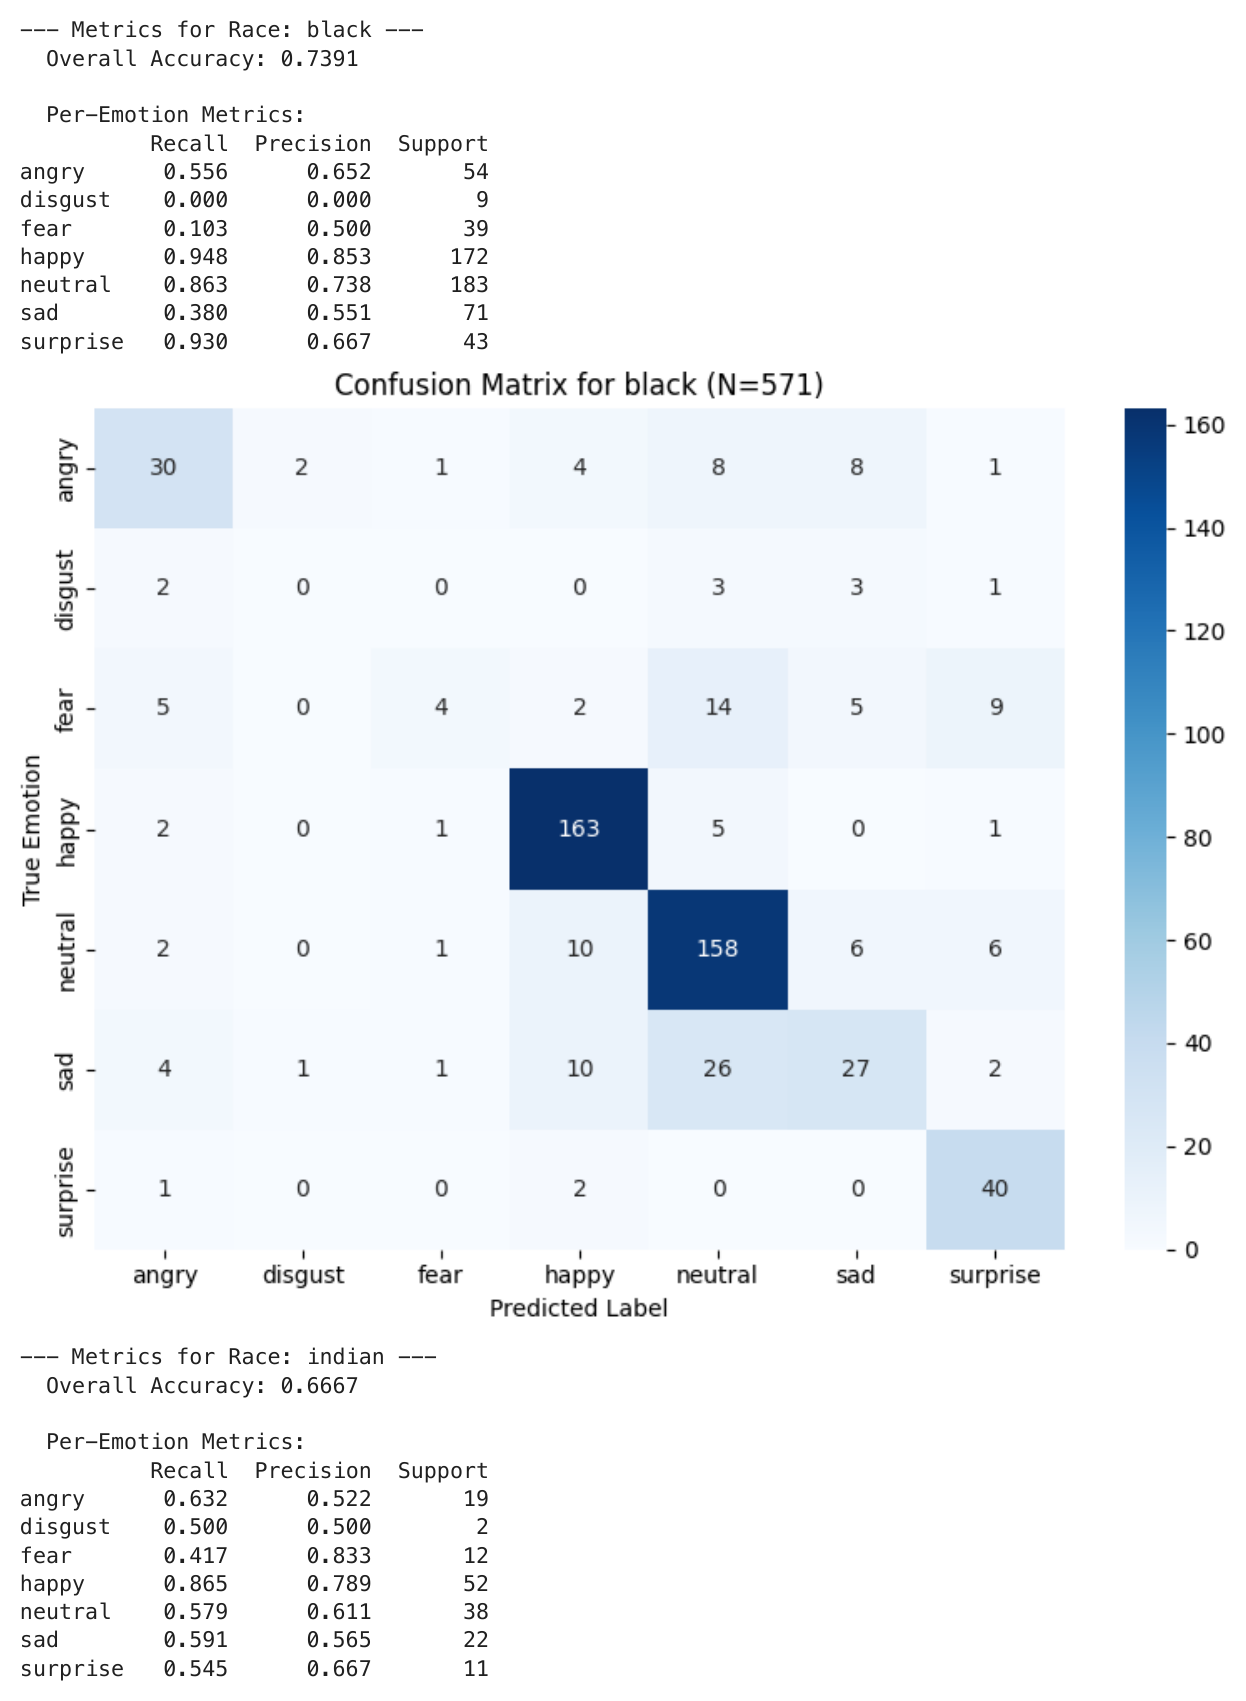 --- Metrics for Race: black ---
Overall Accuracy: 0.7391
Per-Emotion Metrics:
Recall Precision Support
angry 0.556 0.652 54
disgust 0.000 0.000 9
fear 0.103 0.500 39
happy 0.948 0.853 172
neutral 0.863 0.738 183
sad 0.380 0.551 71
surprise 0.930 0.667 43
Confusion Matrix for black (N=571)
angry 30 2 1 4 8 8 1
disgust 2 0 0 0 3 3 1
fear 5 0 4 2 14 5 9
happy 2 0 1 163 5 0 1
neutral 2 0 1 10 158 6 6
sad 4 1 1 10 26 27 2
surprise 1 0 0 2 0 0 40
True Emotion
angry disgust fear happy neutral sad surprise
Predicted Label
160
140
120
100
80
60
40
20
0
--- Metrics for Race: indian ---
Overall Accuracy: 0.6667
Per-Emotion Metrics:
Recall Precision Support
angry 0.632 0.522 19
disgust 0.500 0.500 2
fear 0.417 0.833 12
happy 0.865 0.789 52
neutral 0.579 0.611 38
sad 0.591 0.565 22
surprise 0.545 0.667 11